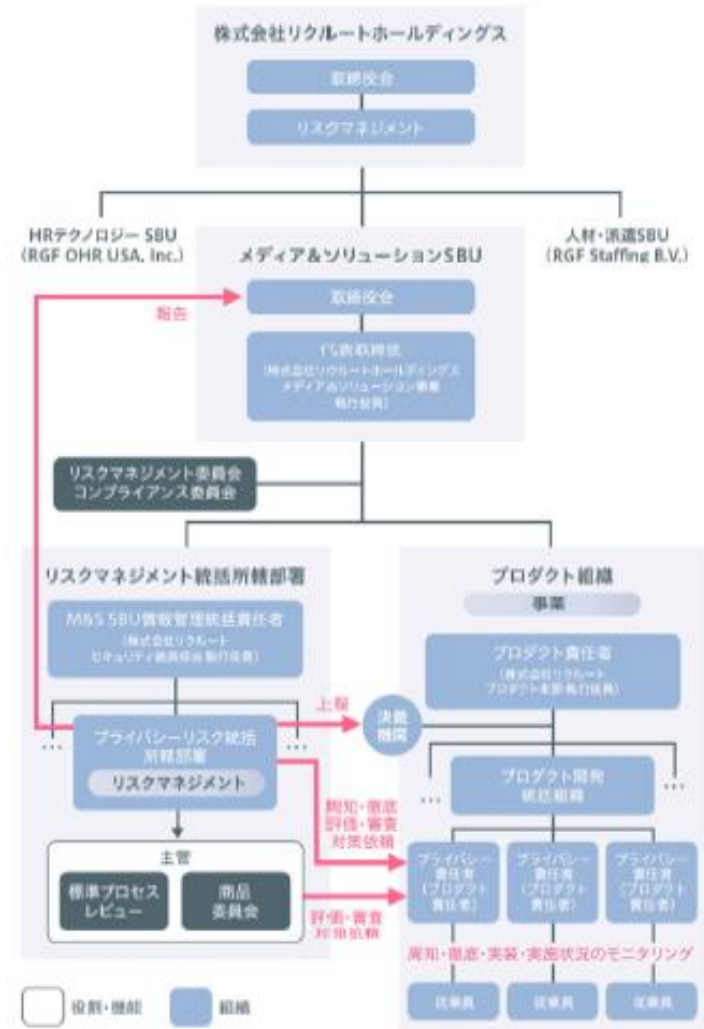 株式会社リクルートホールディングス
取締役会
リスクマネジメント
HRテクノロジー SBU
(RGF OHR USA, Inc.)
メディア&ソリューションSBU
人材・派遣SBU
(RGF Staffing B.V.)
報告
取締役会
代表取締役
(株式会社リクルートホールディングス
メディア&ソリューション事業
執行役員)
リスクマネジメント委員会
コンプライアンス委員会
リスクマネジメント統括所轄部署
M&S SBU情報管理統括責任者
(株式会社リクルート
セキュリティ統括担当 執行役員)
プロダクト組織
事業
プロダクト責任者
(株式会社リクルート
プロダクト本部 執行役員)
上程
決裁
機関
…
プライバシーリスク統括
所轄部署
リスクマネジメント
…
…
プロダクト開発
統括組織
…
周知・徹底
評価・審査
対策依頼
主管
標準プロセス
レビュー
商品
委員会
評価・審査
対策依頼
プライバシー
責任者
(プロダクト
責任者)
プライバシー
責任者
(プロダクト
責任者)
プライバシー
責任者
(プロダクト
責任者)
周知・徹底・実装・実施状況のモニタリング
従業員
従業員
従業員
役割・機能
組織